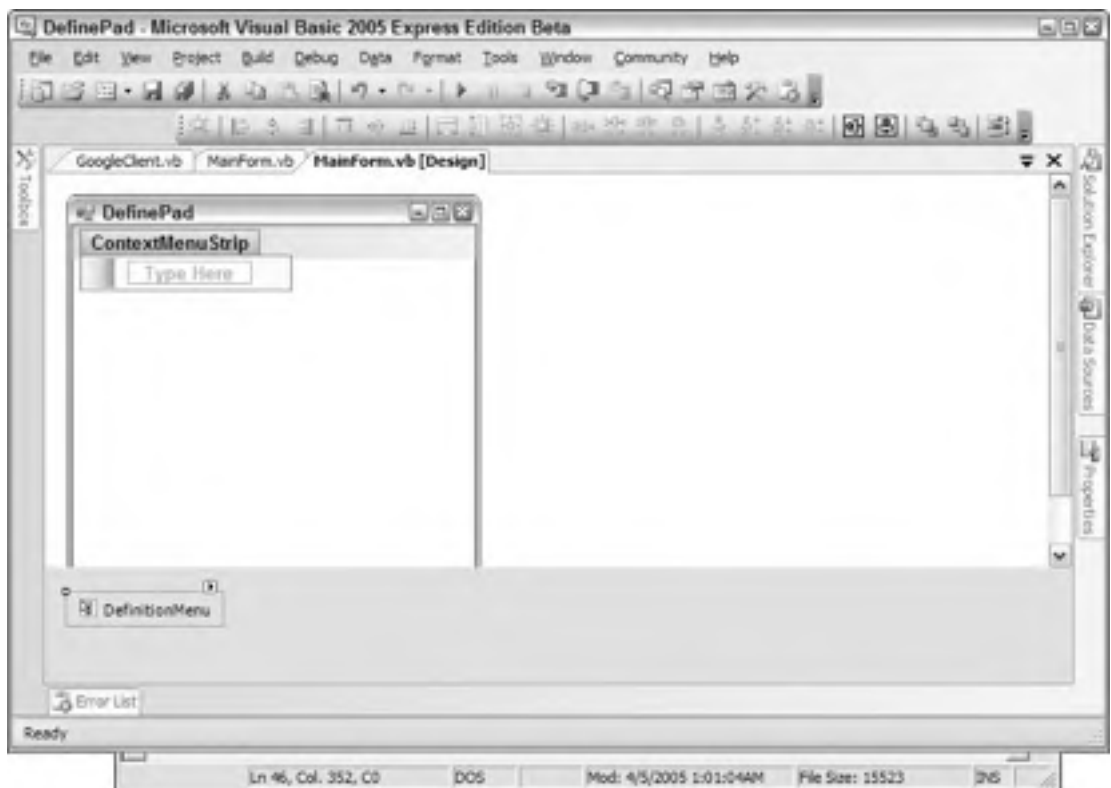 DefinePad - Microsoft Visual Basic 2005 Express Edition Beta
File Edit View Project Build Debug Data Format Tools Window Community Help
Toolbox
GoogleClient.vb MainForm.vb MainForm.vb [Design]
Solution Explorer
Data Sources
Properties
DefinePad
ContextMenuStrip
Type Here
DefinitionMenu
Error List
Ready
Ln 46, Col. 352, C0 DOS Mod: 4/5/2005 1:01:04AM File Size: 15523 INS